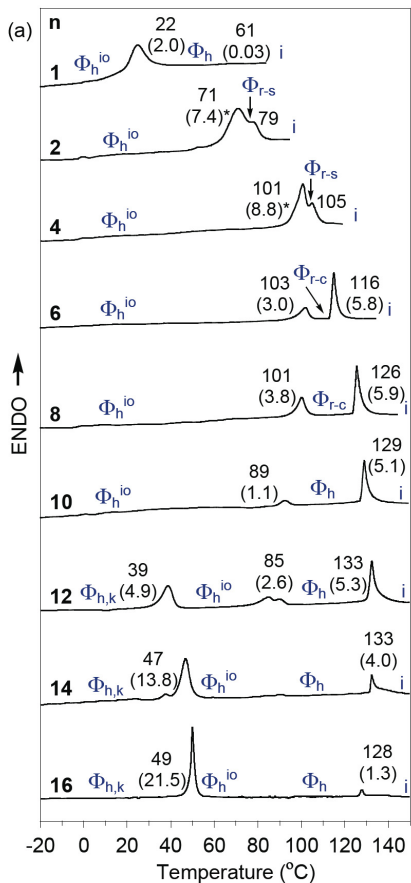 (a)
n
22 61
Φh^io (2.0) Φh (0.03)
1 i
71 Φr-s
(7.4)* 79
Φh^io i
2
101 Φr-s
(8.8)* 105
Φh^io i
4
103 Φr-c 116
Φh^io (3.0) (5.8)
6 i
101 126
Φh^io (3.8) Φr-c (5.9)
8 i
129
89 (5.1)
Φh^io (1.1) Φh
10 i
39 85 133
Φh,k (4.9) Φh^io (2.6) Φh (5.3)
12 i
47 133
(13.8) (4.0)
Φh,k Φh^io Φh
14 i
49 128
Φh,k (21.5) Φh^io Φh (1.3)
16 i
ENDO →
-20 0 20 40 60 80 100 120 140
Temperature (°C)